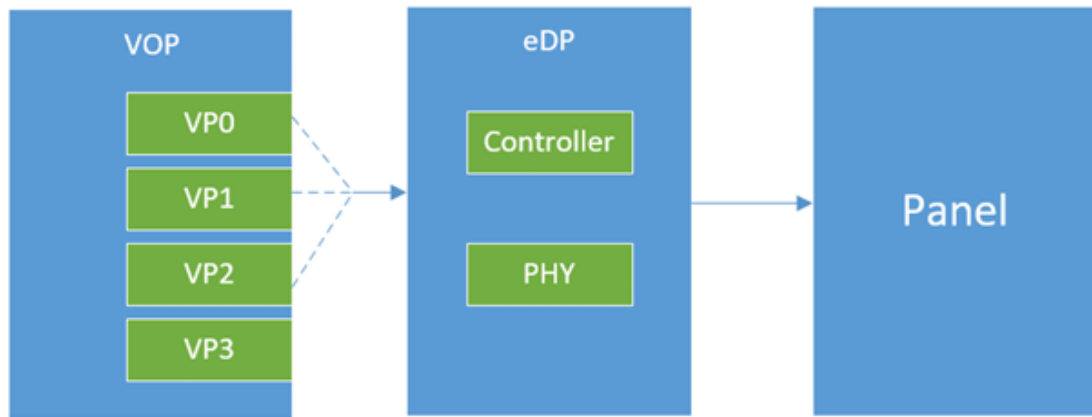 VOP
VP0
VP1
VP2
VP3
eDP
Controller
PHY
Panel